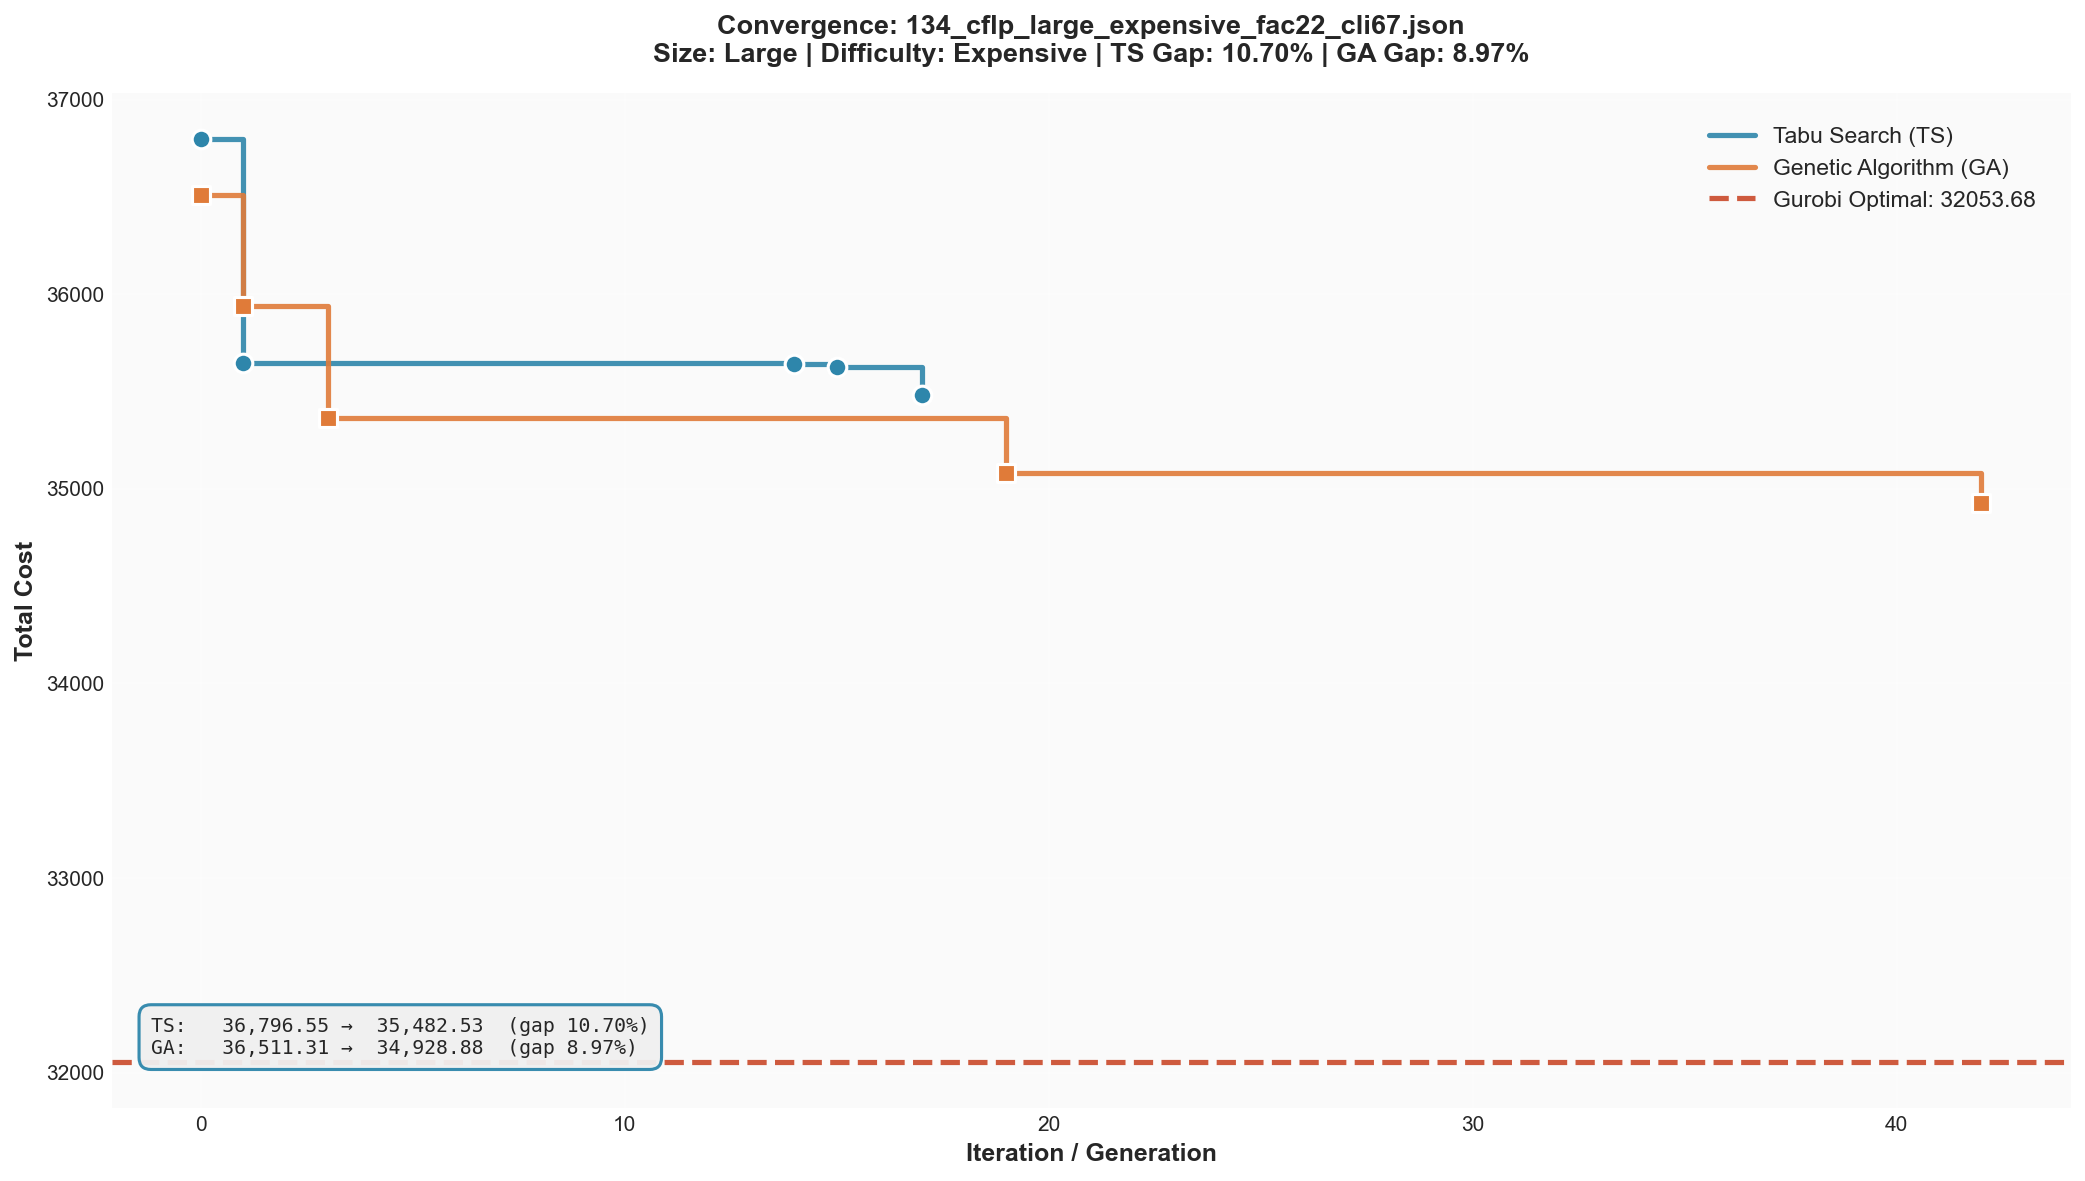 Convergence: 134_cflp_large_expensive_fac22_cli67.json
Size: Large | Difficulty: Expensive | TS Gap: 10.70% | GA Gap: 8.97%
37000
36000
35000
34000
33000
32000
Total Cost
Tabu Search (TS)
Genetic Algorithm (GA)
Gurobi Optimal: 32053.68
TS: 36,796.55 → 35,482.53 (gap 10.70%)
GA: 36,511.31 → 34,928.88 (gap 8.97%)
0 10 20 30 40
Iteration / Generation